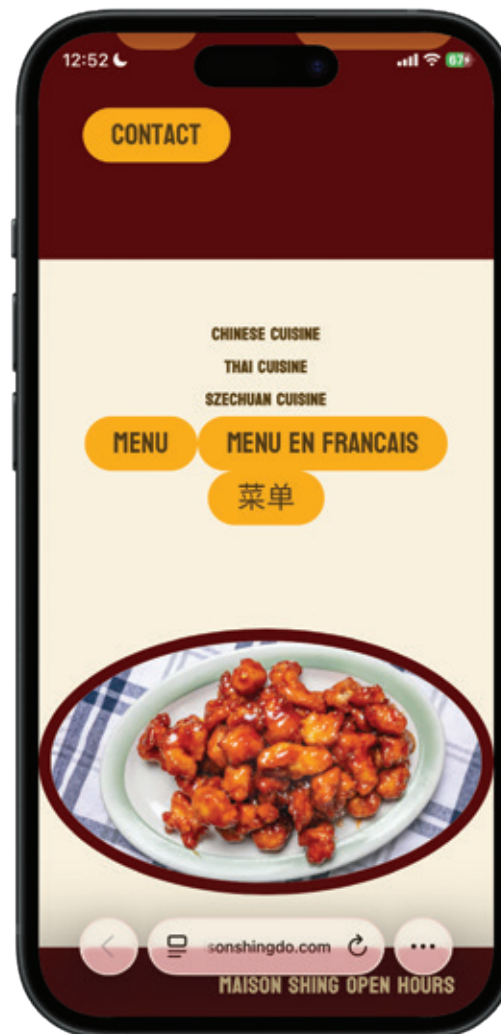 12:52
67
CONTACT
CHINESE CUISINE
THAI CUISINE
SZECHUAN CUISINE
MENU MENU EN FRANCAIS
菜单
sonshingdo.com
MAISON SHING OPEN HOURS